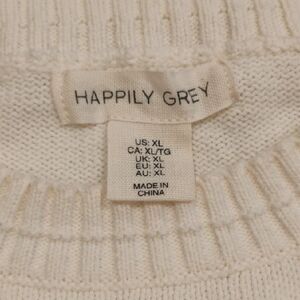 HAPPILY GREY
US: XL
CA: XL/TG
UK: XL
EU: XL
AU: XL
MADE IN
CHINA